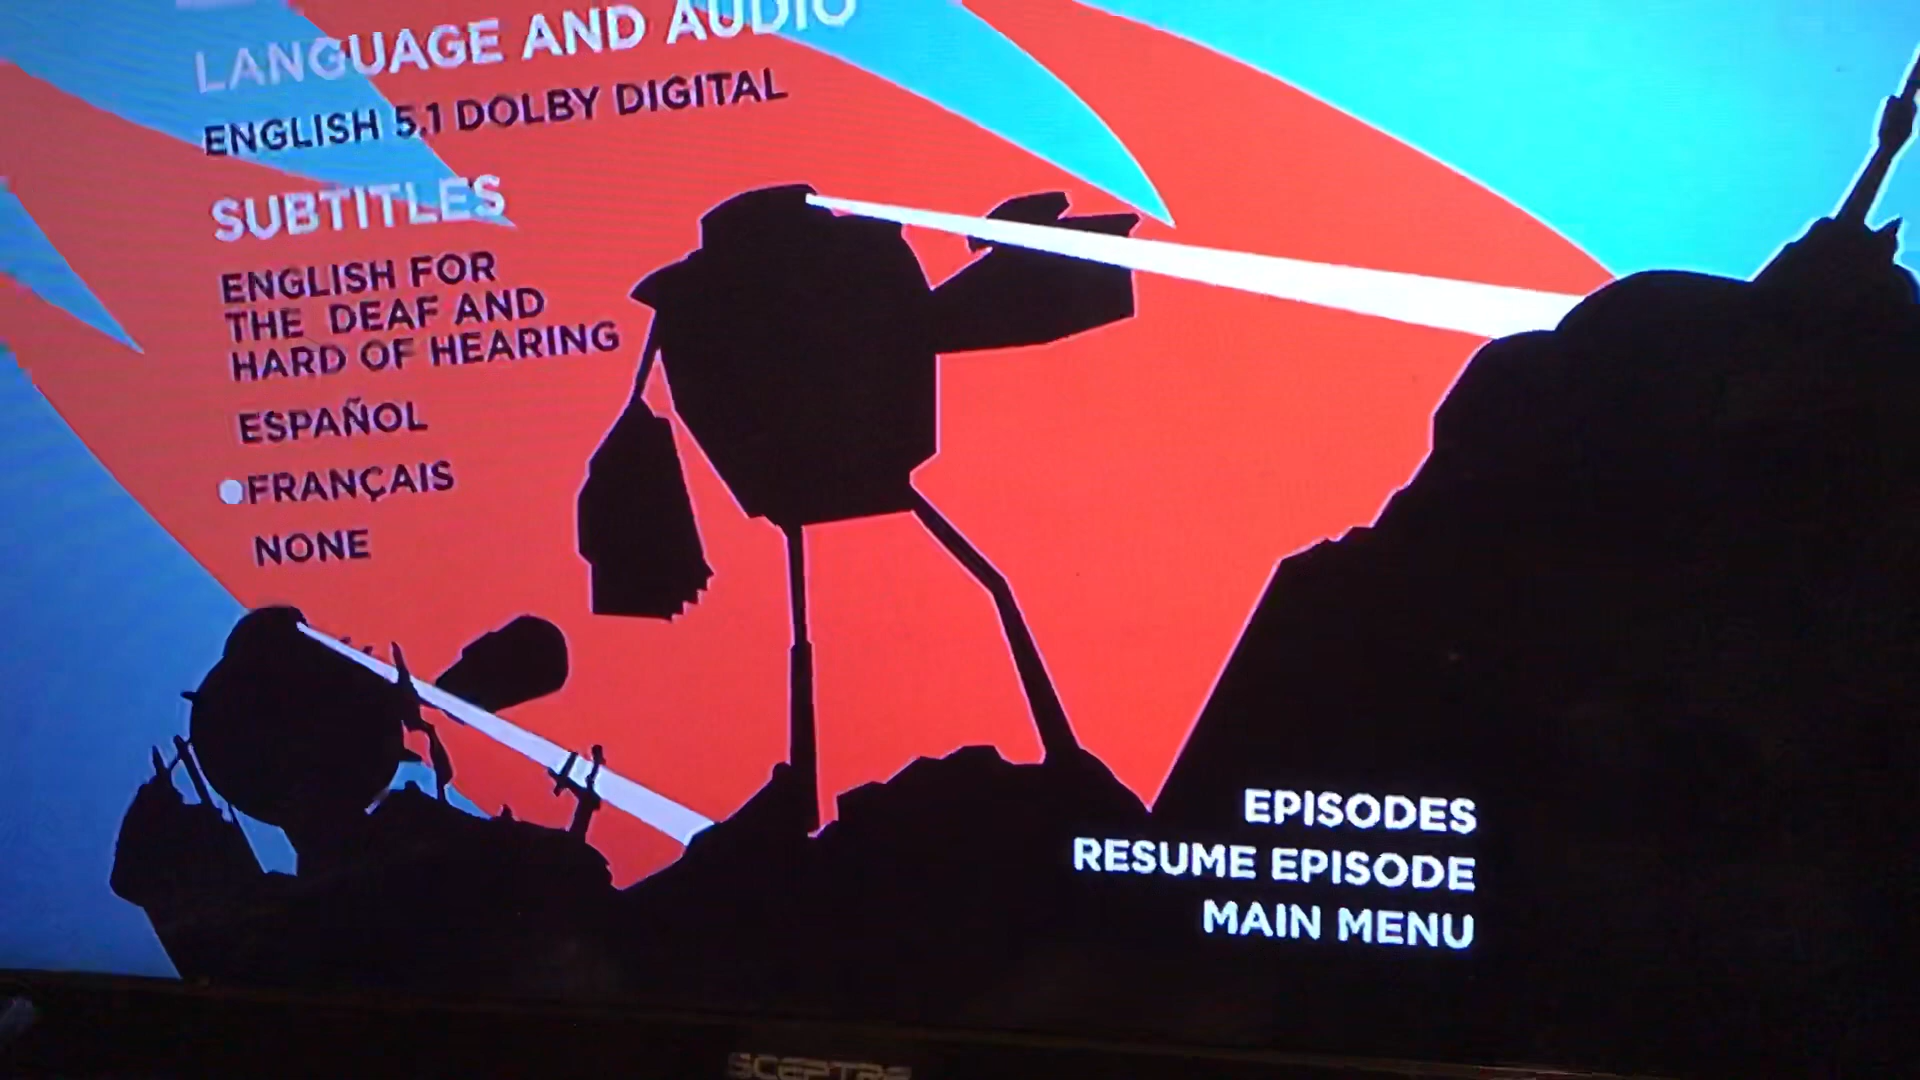 LANGUAGE AND AUDIO
ENGLISH 5.1 DOLBY DIGITAL
SUBTITLES
ENGLISH FOR
THE DEAF AND
HARD OF HEARING
ESPAÑOL
FRANÇAIS
NONE
EPISODES
RESUME EPISODE
MAIN MENU
SCEPTRE